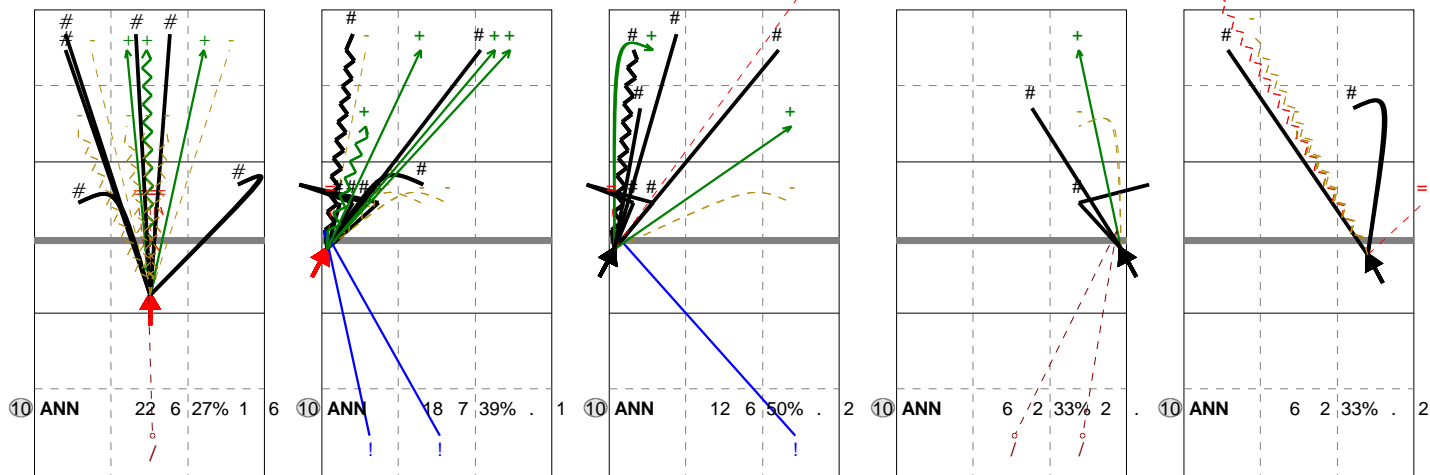 10 ANN 22 6 27% 1 6
10 ANN 18 7 39% . 1
10 ANN 12 6 50% . 2
10 ANN 6 2 33% 2 .
10 ANN 6 2 33% . 2